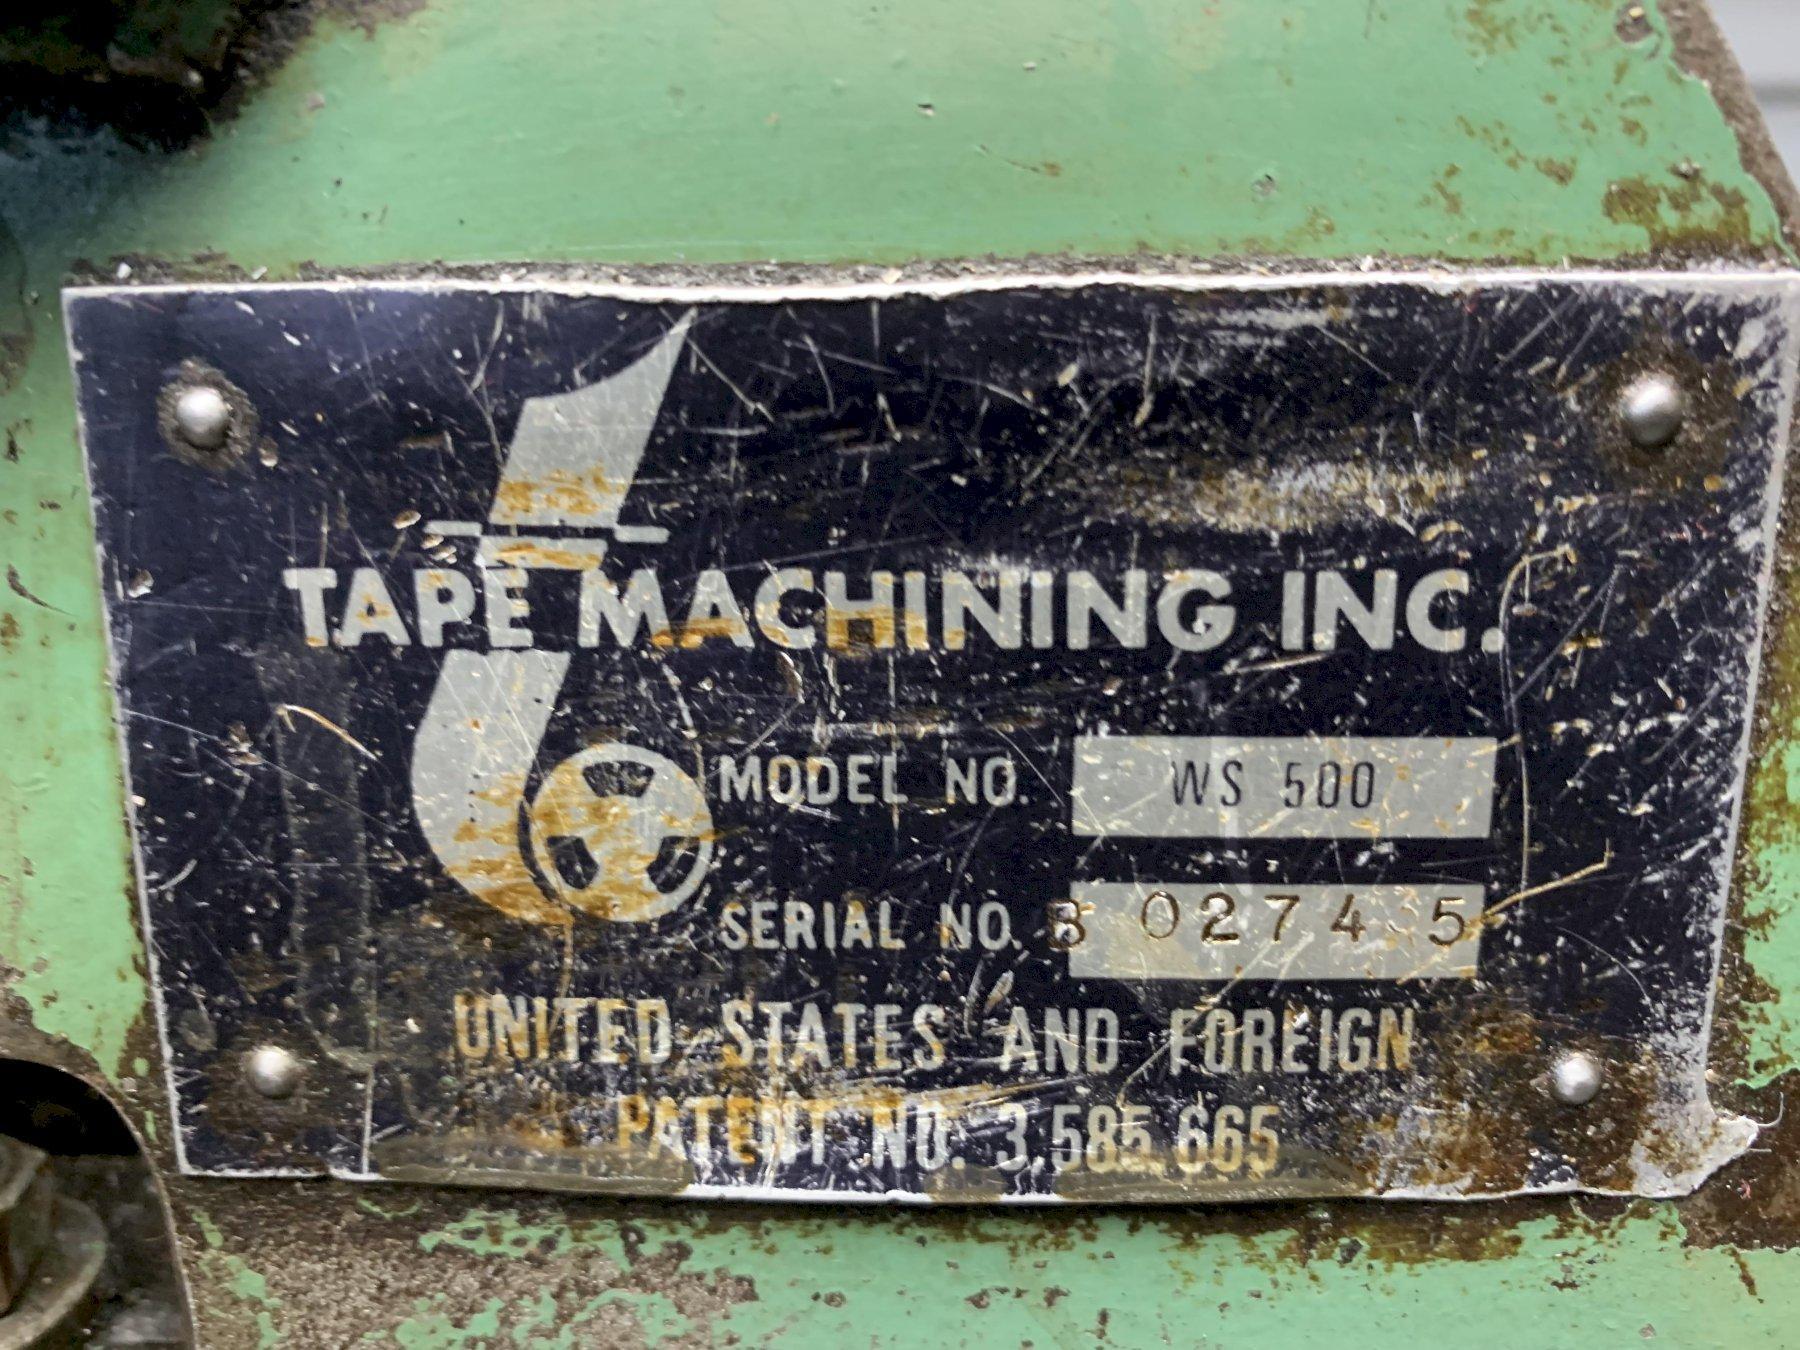 TAPE MACHINING INC.
MODEL NO. WS 500
SERIAL NO. B 02745
UNITED STATES AND FOREIGN
PATENT NO. 3,585,665